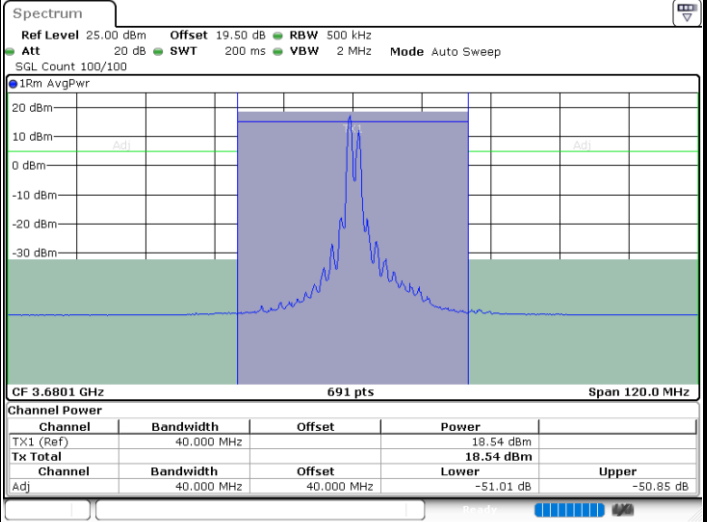 Spectrum
Ref Level 25.00 dBm Offset 19.50 dB RBW 500 kHz
Att 20 dB SWT 200 ms VBW 2 MHz Mode Auto Sweep
SGL Count 100/100
1Rm AvgPwr
20 dBm
Adj Adj
10 dBm
0 dBm
-10 dBm
-20 dBm
-30 dBm
CF 3.6801 GHz 691 pts Span 120.0 MHz
Channel Power
Channel Bandwidth Offset Power
TX1 (Ref) 40.000 MHz 18.54 dBm
Tx Total 18.54 dBm
Channel Bandwidth Offset Lower Upper
Adj 40.000 MHz 40.000 MHz -51.01 dB -50.85 dB
Ready